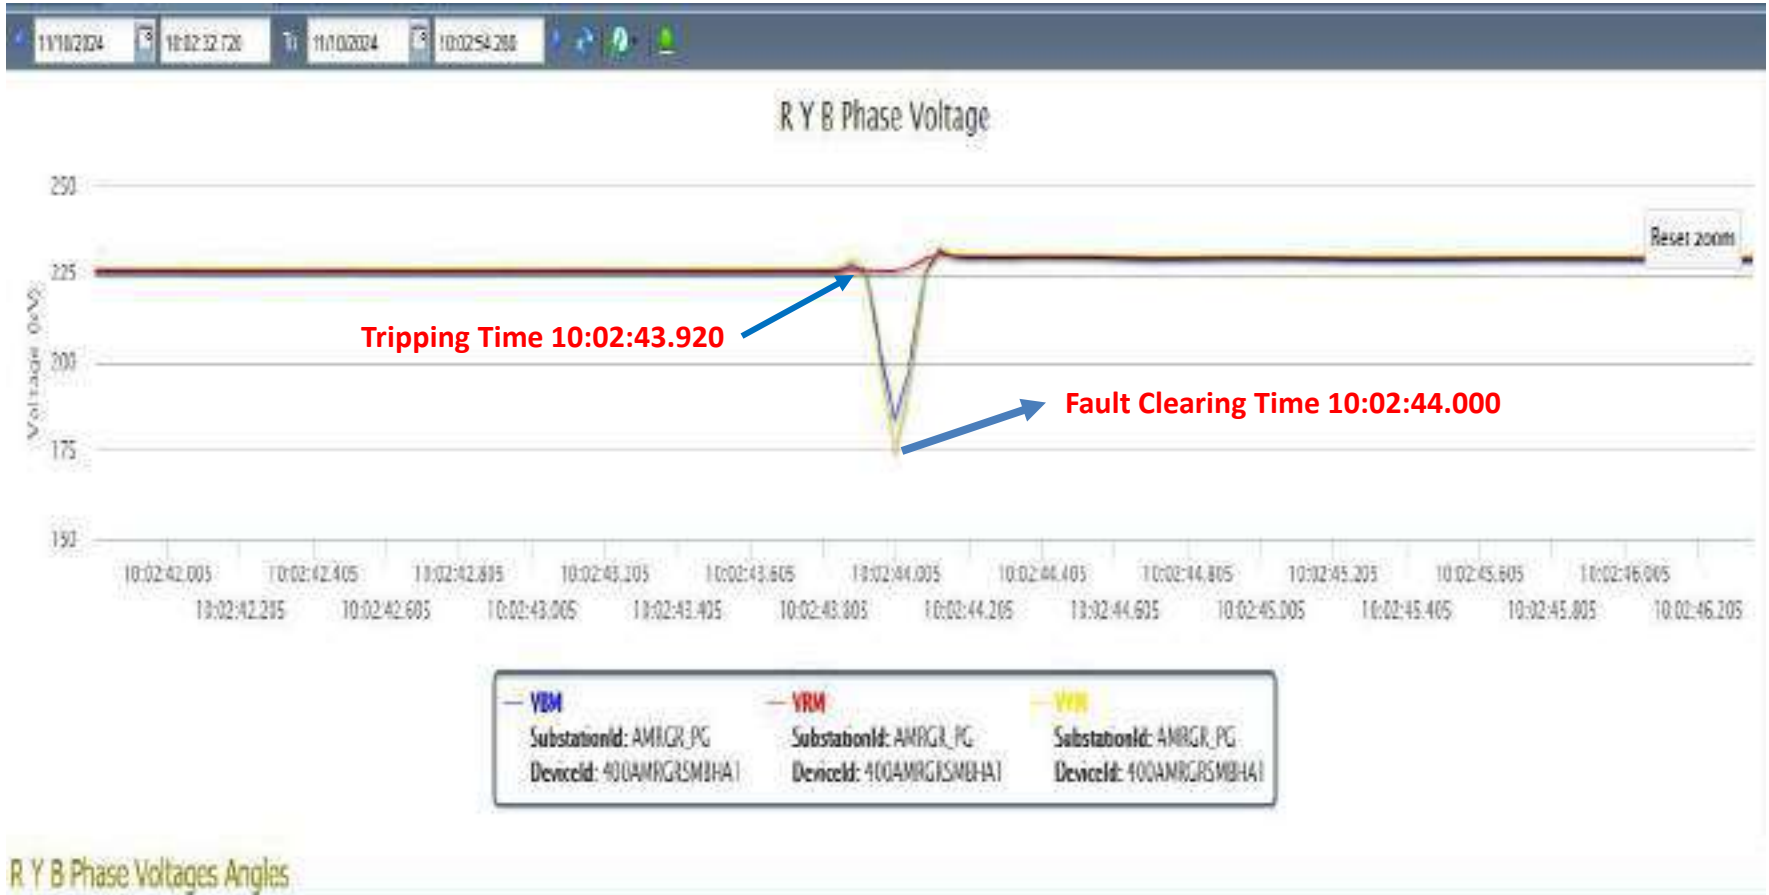 11/10/2024 10:02:32.720 To 11/10/2024 10:02:54.260
R Y B Phase Voltage
250
Reset zoom
225
Tripping Time 10:02:43.920
200
Fault Clearing Time 10:02:44.000
175
150
Voltage (kV)
10:02:42.005 10:02:42.405 10:02:42.805 10:02:43.205 10:02:43.605 10:02:44.005 10:02:44.405 10:02:44.805 10:02:45.205 10:02:45.605 10:02:46.005
10:02:42.205 10:02:42.605 10:02:43.005 10:02:43.405 10:02:43.805 10:02:44.205 10:02:44.605 10:02:45.005 10:02:45.405 10:02:45.805 10:02:46.205
VBM VRM VYM
SubstationId: AMRGR_PG SubstationId: AMRGR_PG SubstationId: AMRGR_PG
DeviceId: 400AMRGRSMBHA1 DeviceId: 400AMRGRSMBHA1 DeviceId: 400AMRGRSMBHA1
R Y B Phase Voltages Angles